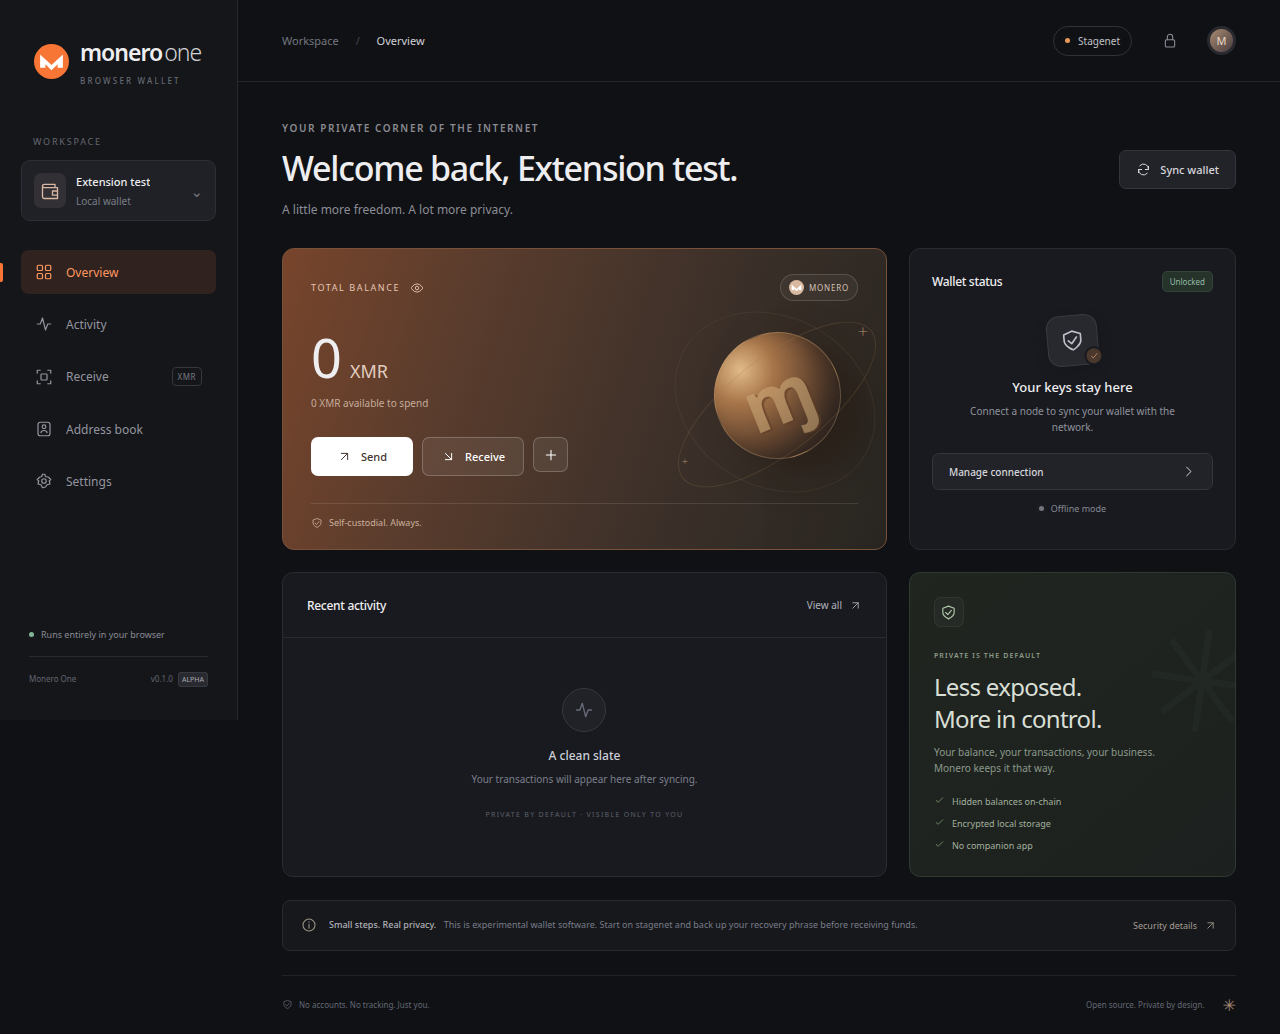 monero one
BROWSER WALLET
WORKSPACE
Extension test
Local wallet
Overview
Activity
Receive
XMR
Address book
Settings
Runs entirely in your browser
Monero One
v0.1.0
ALPHA
Workspace / Overview
Stagenet
M
YOUR PRIVATE CORNER OF THE INTERNET
Welcome back, Extension test.
A little more freedom. A lot more privacy.
Sync wallet
TOTAL BALANCE
MONERO
0 XMR
0 XMR available to spend
Send
Receive
Self-custodial. Always.
Wallet status
Unlocked
Your keys stay here
Connect a node to sync your wallet with the
network.
Manage connection
Offline mode
Recent activity
View all
A clean slate
Your transactions will appear here after syncing.
PRIVATE BY DEFAULT · VISIBLE ONLY TO YOU
PRIVATE IS THE DEFAULT
Less exposed.
More in control.
Your balance, your transactions, your business.
Monero keeps it that way.
Hidden balances on-chain
Encrypted local storage
No companion app
Small steps. Real privacy. This is experimental wallet software. Start on stagenet and back up your recovery phrase before receiving funds.
Security details
No accounts. No tracking. Just you.
Open source. Private by design.